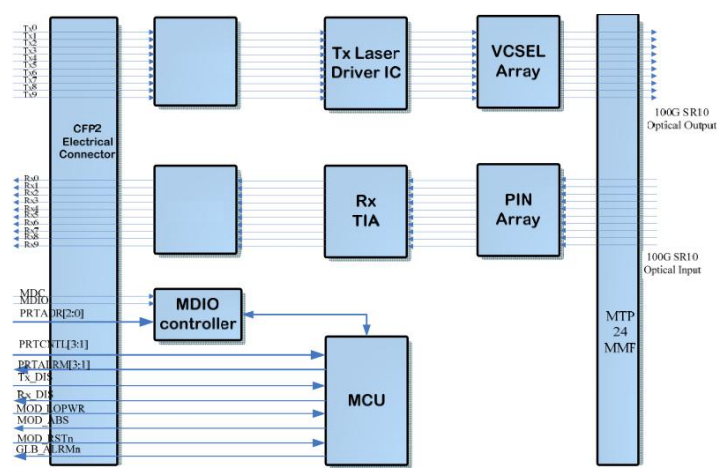 Tx0
Tx1
Tx2
Tx3
Tx4
Tx5
Tx6
Tx7
Tx8
Tx9
CFP2
Electrical
Connector
Tx Laser
Driver IC
VCSEL
Array
100G SR10
Optical Output
Rx0
Rx1
Rx2
Rx3
Rx4
Rx5
Rx6
Rx7
Rx8
Rx9
Rx
TIA
PIN
Array
100G SR10
Optical Input
MTP
24
MMF
MDC
MDIO
PRTADR[2:0]
MDIO
controller
PRTCNTL[3:1]
PRTALRM[3:1]
Tx_DIS
Rx_DIS
MOD_LOPWR
MOD_ABS
MOD_RSTn
GLB_ALRMn
MCU